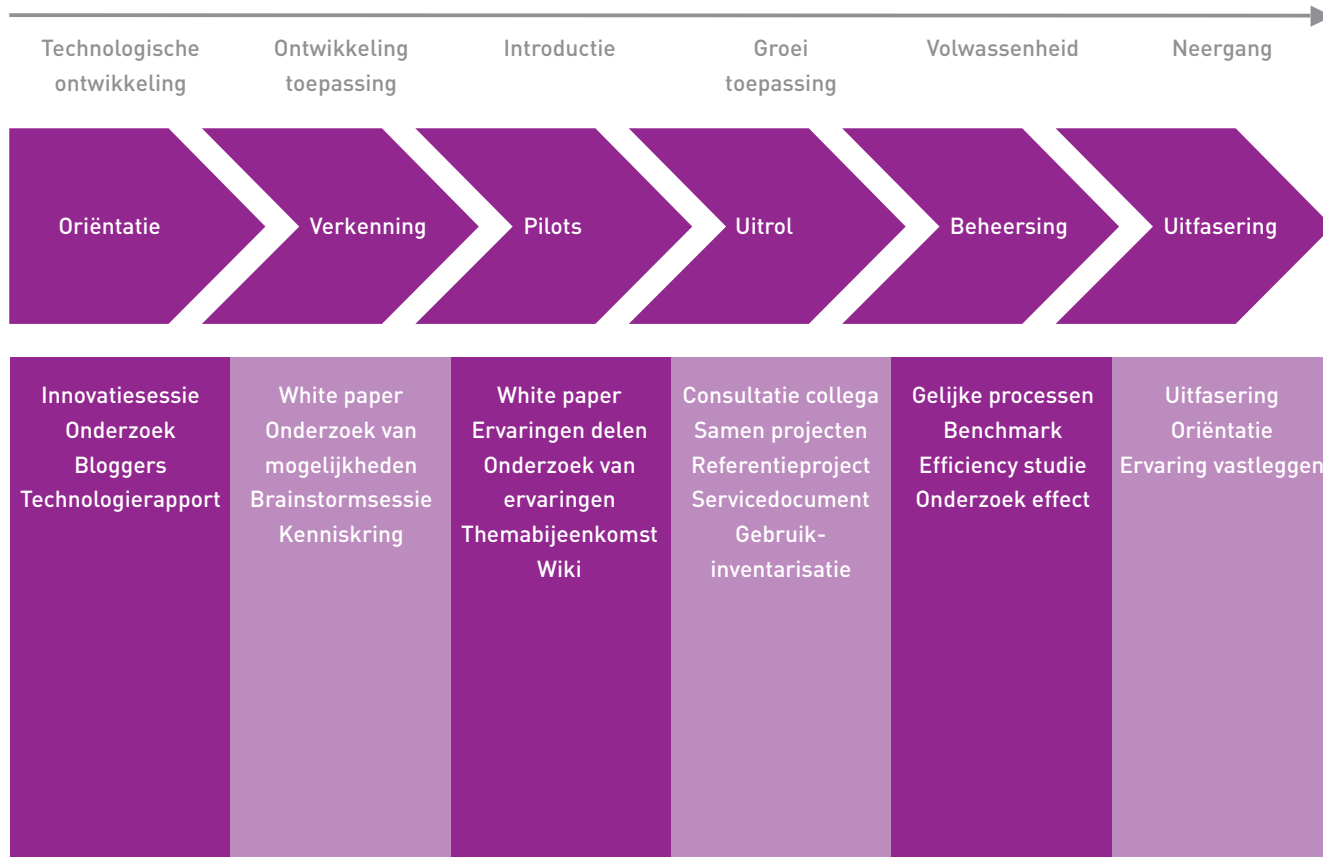 Technologische
ontwikkeling
Ontwikkeling
toepassing
Introductie
Groei
toepassing
Volwassenheid
Neergang
Oriëntatie
Verkenning
Pilots
Uitrol
Beheersing
Uitfasering
Innovatiesessie
Onderzoek
Bloggers
Technologierapport
White paper
Onderzoek van
mogelijkheden
Brainstormsessie
Kenniskring
White paper
Ervaringen delen
Onderzoek van
ervaringen
Themabijeenkomst
Wiki
Consultatie collega
Samen projecten
Referentieproject
Servicedocument
Gebruik-
inventarisatie
Gelijke processen
Benchmark
Efficiency studie
Onderzoek effect
Uitfasering
Oriëntatie
Ervaring vastleggen